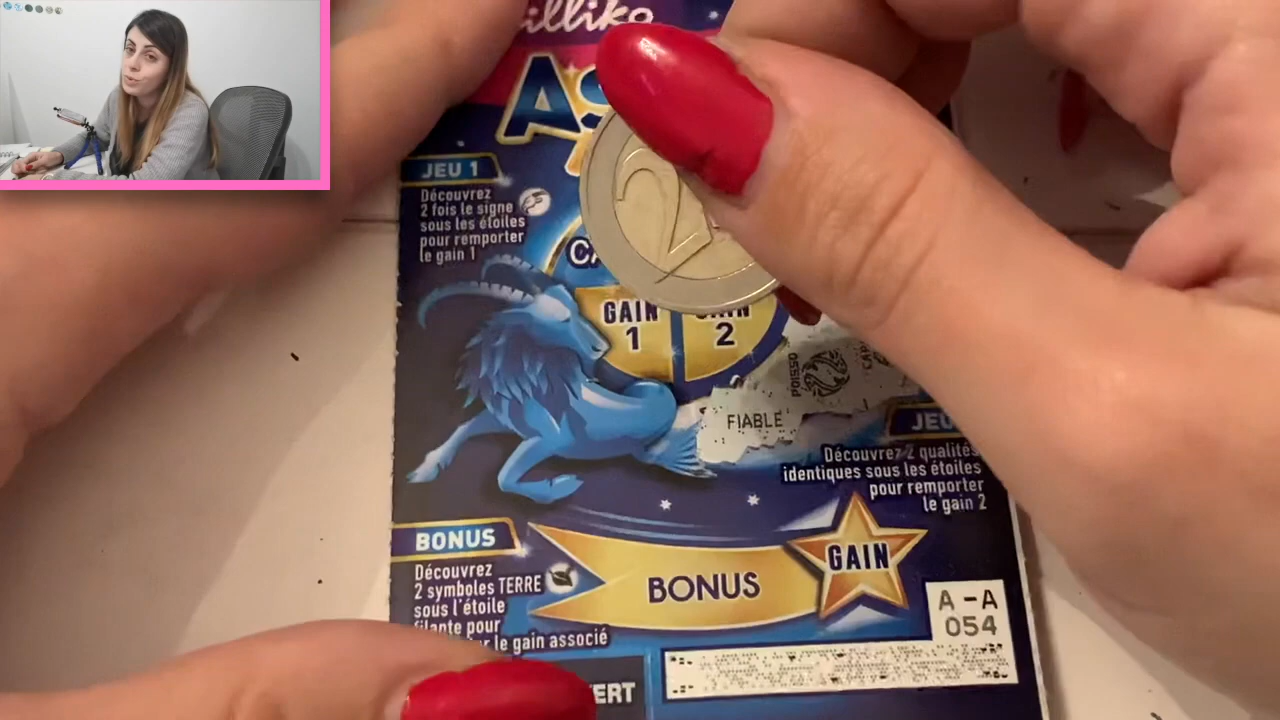 illiko
JEU 1
Découvrez
2 fois le signe
sous les étoiles
pour remporter
le gain 1
2
GAIN
1
2
FIABLE
Découvrez 2 qualités
identiques sous les étoiles
pour remporter
le gain 2
BONUS
Découvrez
2 symboles TERRE
sous l'étoile
pour
le gain associé
BONUS
GAIN
A - A
054